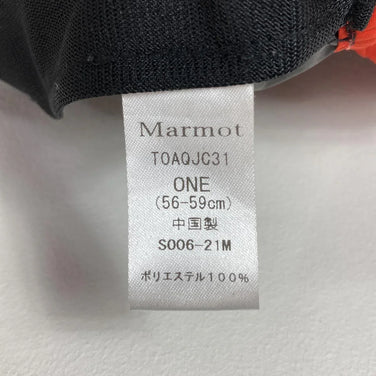 Marmot
TOAQJC31
ONE
(56-59cm)
中国製
S006-21M
ポリエステル100%